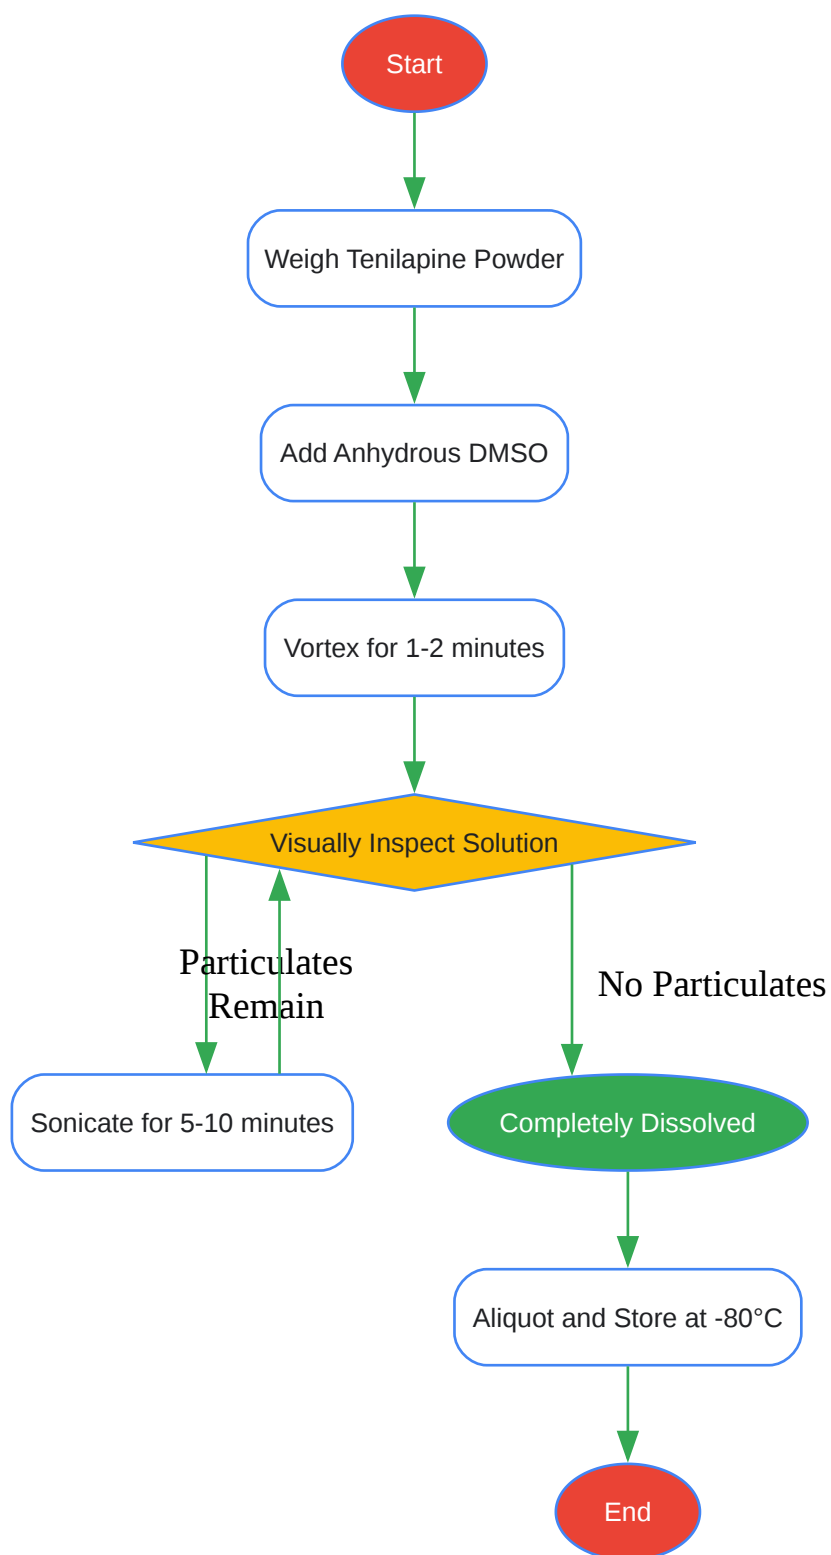 Start
Weigh Tenilapine Powder
Add Anhydrous DMSO
Vortex for 1-2 minutes
Visually Inspect Solution
Particulates
Remain
No Particulates
Sonicate for 5-10 minutes
Completely Dissolved
Aliquot and Store at -80°C
End